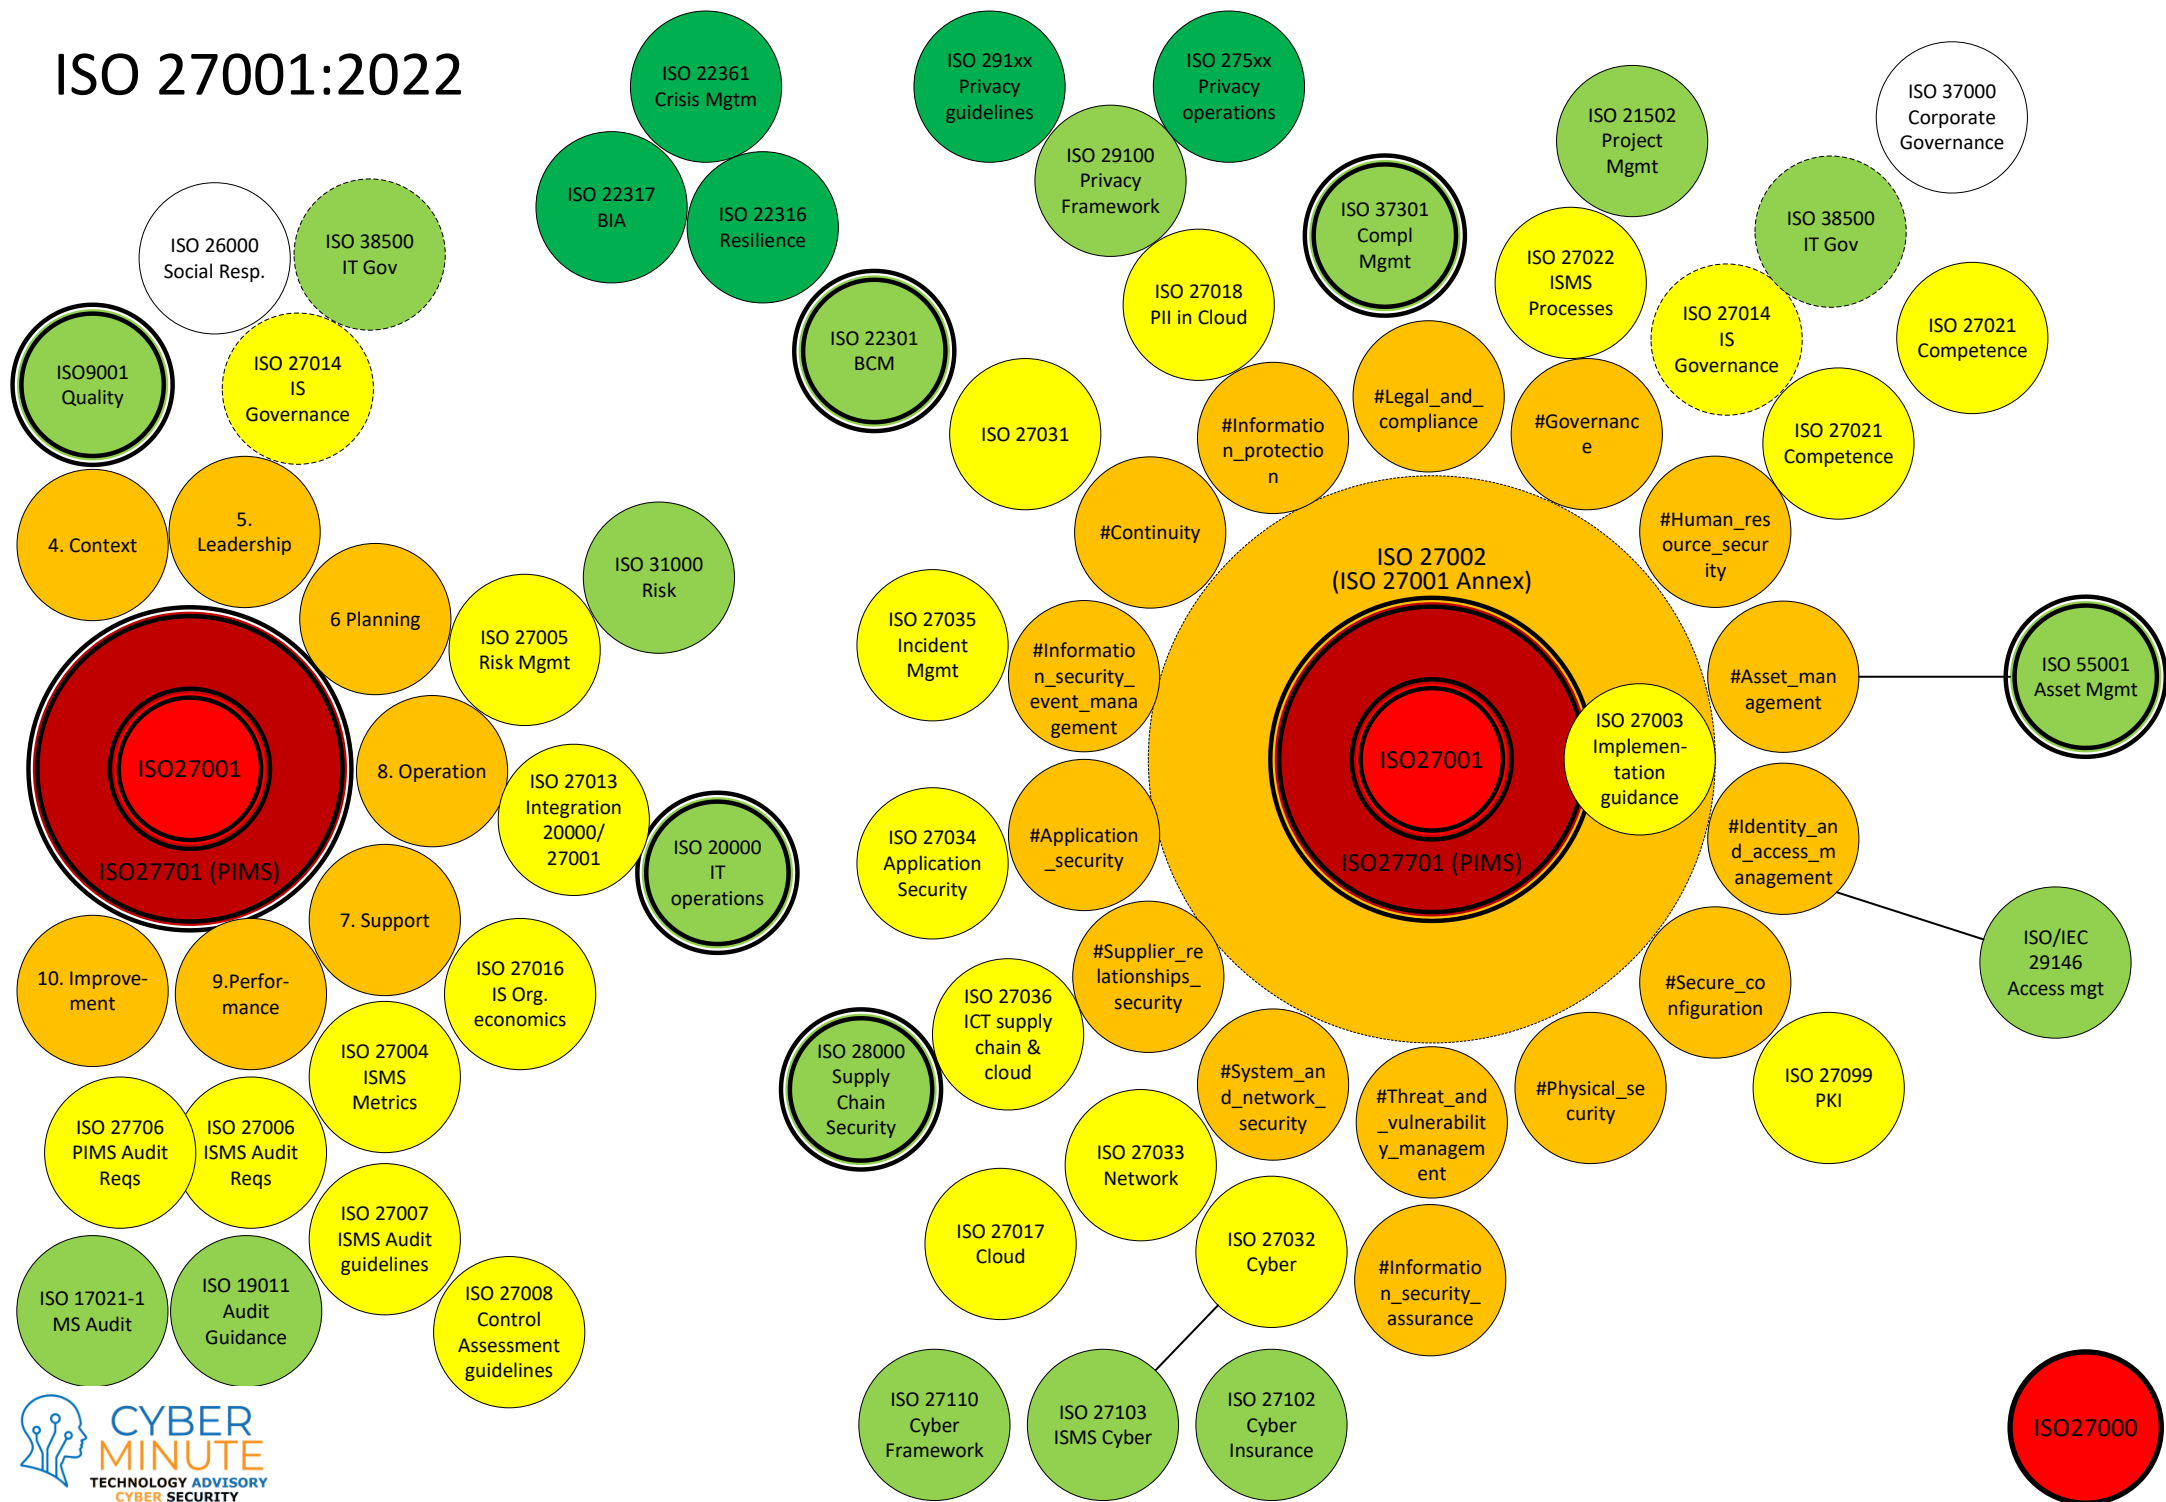 ISO 27001:2022
ISO 26000
Social Resp.
ISO 38500
IT Gov
ISO9001
Quality
ISO 27014
IS
Governance
4. Context
5.
Leadership
6 Planning
ISO 27005
Risk Mgmt
ISO 31000
Risk
ISO27001
ISO27701 (PIMS)
8. Operation
ISO 27013
Integration
20000/
27001
ISO 20000
IT
operations
7. Support
ISO 27016
IS Org.
economics
10. Improve-
ment
9.Perfor-
mance
ISO 27004
ISMS
Metrics
ISO 27706
PIMS Audit
Reqs
ISO 27006
ISMS Audit
Reqs
ISO 27007
ISMS Audit
guidelines
ISO 17021-1
MS Audit
ISO 19011
Audit
Guidance
ISO 27008
Control
Assessment
guidelines
CYBER
MINUTE
TECHNOLOGY ADVISORY
CYBER SECURITY
ISO 22361
Crisis Mgtm
ISO 22317
BIA
ISO 22316
Resilience
ISO 22301
BCM
ISO 291xx
Privacy
guidelines
ISO 275xx
Privacy
operations
ISO 29100
Privacy
Framework
ISO 27018
PII in Cloud
ISO 37301
Compl
Mgmt
ISO 21502
Project
Mgmt
ISO 37000
Corporate
Governance
ISO 27022
ISMS
Processes
ISO 38500
IT Gov
ISO 27014
IS
Governance
ISO 27021
Competence
ISO 27021
Competence
ISO 27031
#Informatio
n_protectio
n
#Legal_and_
compliance
#Governanc
e
#Continuity
#Human_res
ource_secur
ity
ISO 27002
(ISO 27001 Annex)
ISO 27035
Incident
Mgmt
#Informatio
n_security_
event_mana
gement
#Asset_man
agement
ISO 55001
Asset Mgmt
ISO27001
ISO27701 (PIMS)
ISO 27003
Implemen-
tation
guidance
ISO 27034
Application
Security
#Application
_security
#Identity_an
d_access_m
anagement
ISO/IEC
29146
Access mgt
#Supplier_re
lationships_
security
ISO 27036
ICT supply
chain &
cloud
ISO 28000
Supply
Chain
Security
#Secure_co
nfiguration
ISO 27099
PKI
#System_an
d_network_
security
#Threat_and
_vulnerabilit
y_managem
ent
#Physical_se
curity
ISO 27033
Network
ISO 27017
Cloud
ISO 27032
Cyber
#Informatio
n_security_
assurance
ISO 27110
Cyber
Framework
ISO 27103
ISMS Cyber
ISO 27102
Cyber
Insurance
ISO27000